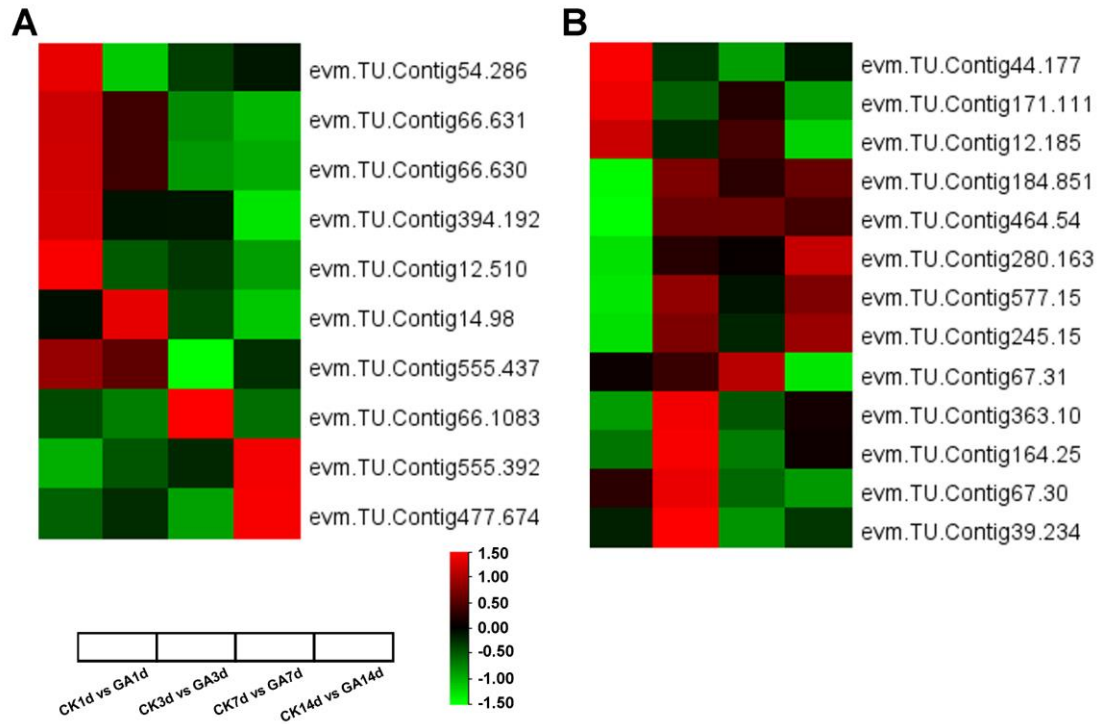 A
evm.TU.Contig54.286
evm.TU.Contig66.631
evm.TU.Contig66.630
evm.TU.Contig394.192
evm.TU.Contig12.510
evm.TU.Contig14.98
evm.TU.Contig555.437
evm.TU.Contig66.1083
evm.TU.Contig555.392
evm.TU.Contig477.674
B
evm.TU.Contig44.177
evm.TU.Contig171.111
evm.TU.Contig12.185
evm.TU.Contig184.851
evm.TU.Contig464.54
evm.TU.Contig280.163
evm.TU.Contig577.15
evm.TU.Contig245.15
evm.TU.Contig67.31
evm.TU.Contig363.10
evm.TU.Contig164.25
evm.TU.Contig67.30
evm.TU.Contig39.234
1.50
1.00
0.50
0.00
-0.50
-1.00
-1.50
CK1d vs GA1d
CK3d vs GA3d
CK7d vs GA7d
CK14d vs GA14d